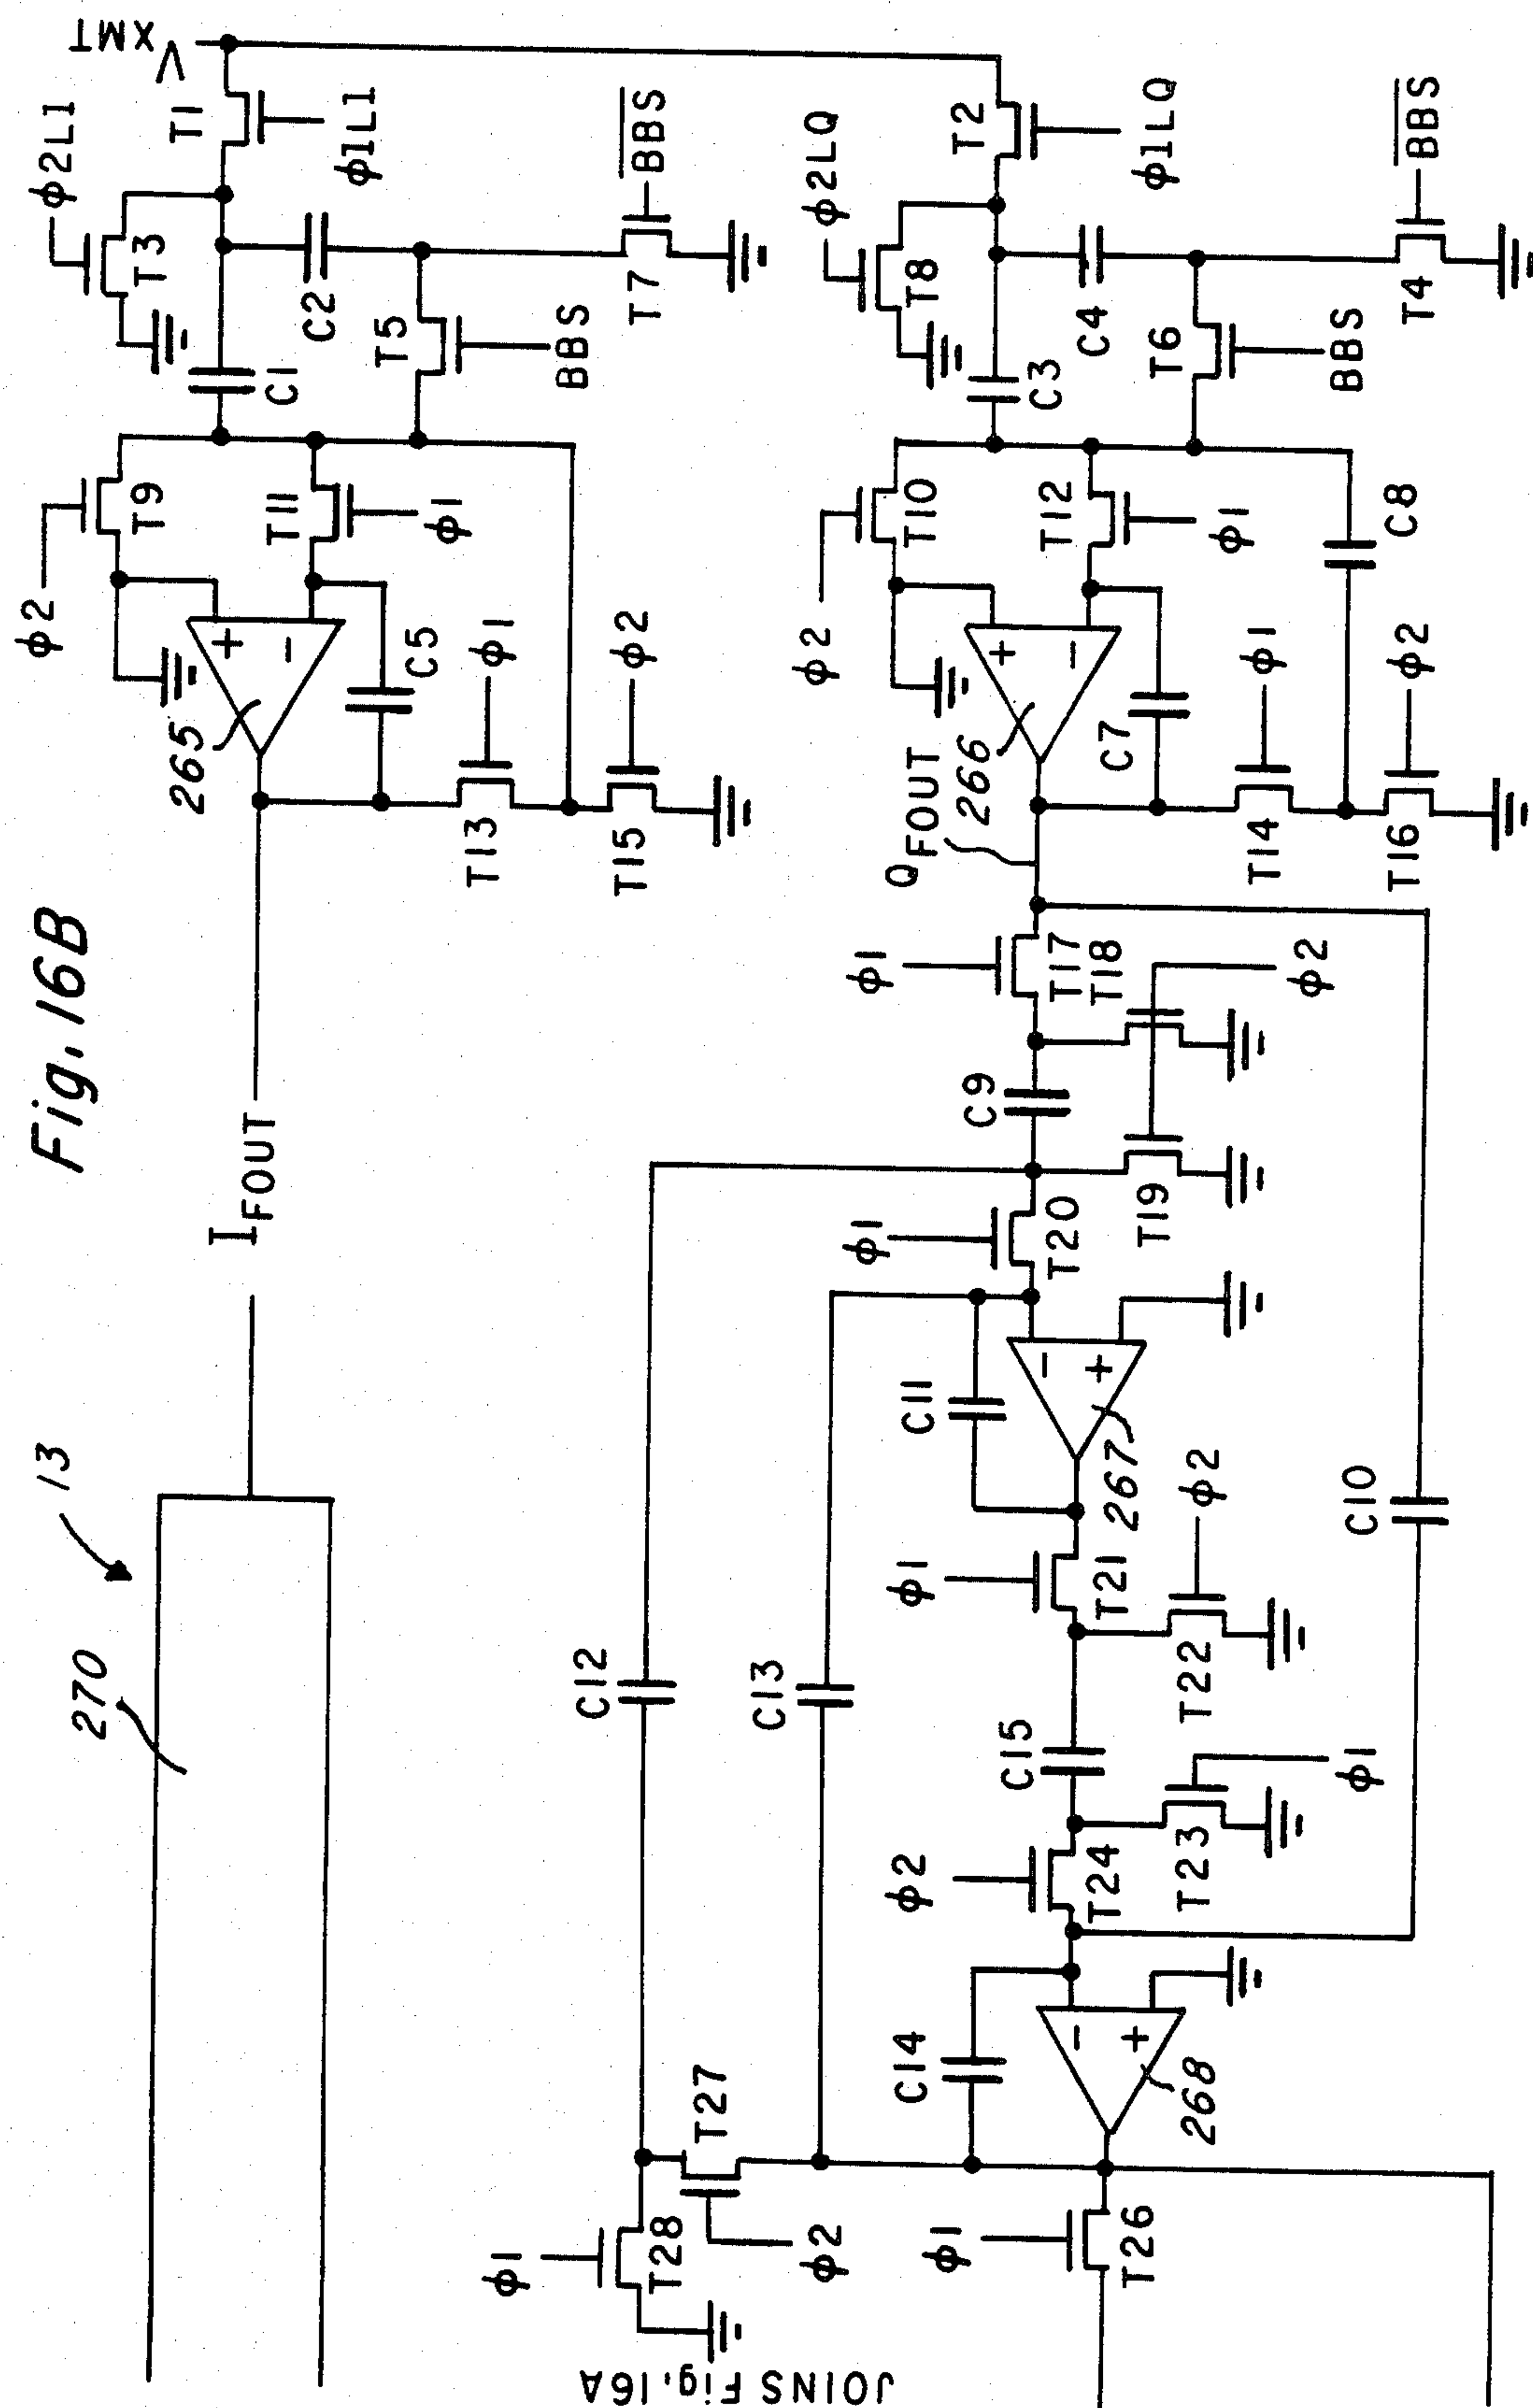 Fig. 16B
V XMT
T1
φ2L1
T3
φ1L1
C1
C2
T5
BBS
T7
BBS
T2
φ2LQ
T8
φ1LQ
C3
C4
T6
BBS
T4
BBS
φ2
T9
T11
φ1
265
+
-
C5
φ1
T13
φ2
T15
φ2
T10
T12
φ1
C8
266
+
-
C7
φ1
T14
φ2
T16
QFOUT
IFOUT
φ1
T17
T18
φ2
C9
T19
φ1
T20
C11
-
+
267
C10
φ1
T21
φ2
T22
C12
C13
C15
T23
φ1
φ2
T24
C14
-
+
268
T27
φ2
φ1
T28
φ1
T26
13
270
JOINS Fig. 16A